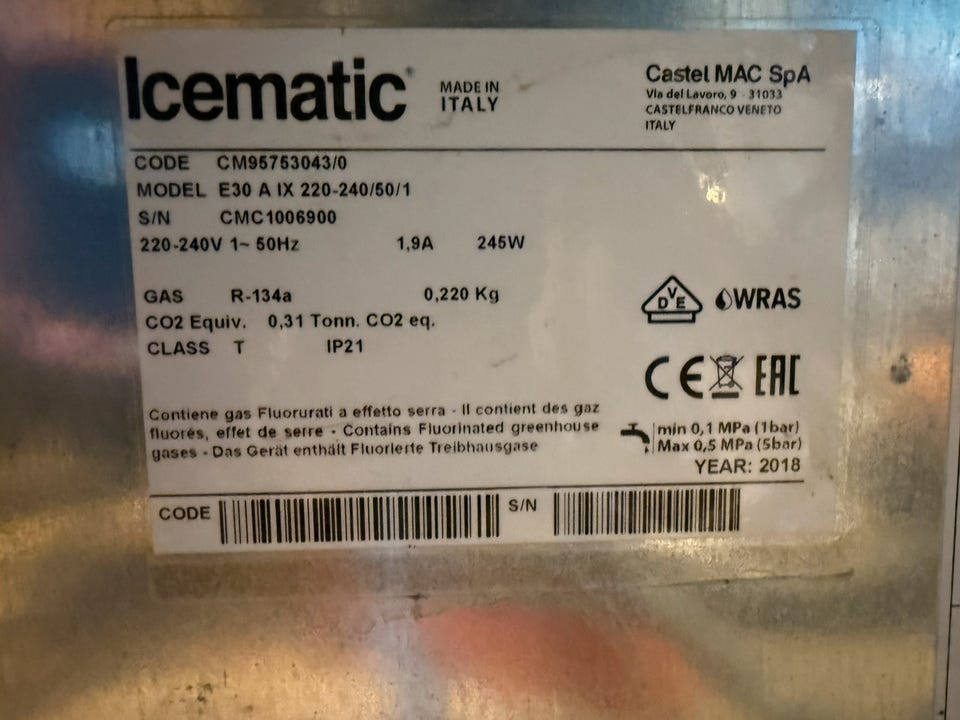 Icematic®
MADE IN
ITALY
Castel MAC SpA
Via del Lavoro, 9 - 31033
CASTELFRANCO VENETO
ITALY
CODE CM95753043/0
MODEL E30 A IX 220-240/50/1
S/N CMC1006900
220-240V 1~ 50Hz 1,9A 245W
GAS R-134a 0,220 Kg
CO2 Equiv. 0,31 Tonn. CO2 eq.
CLASS T IP21
DVE WRAS
CE EAC
Contiene gas Fluorurati a effetto serra - Il contient des gaz
fluorés, effet de serre - Contains Fluorinated greenhouse
gases - Das Gerät enthält Fluorierte Treibhausgase
min 0,1 MPa (1bar)
Max 0,5 MPa (5bar)
YEAR: 2018
CODE S/N